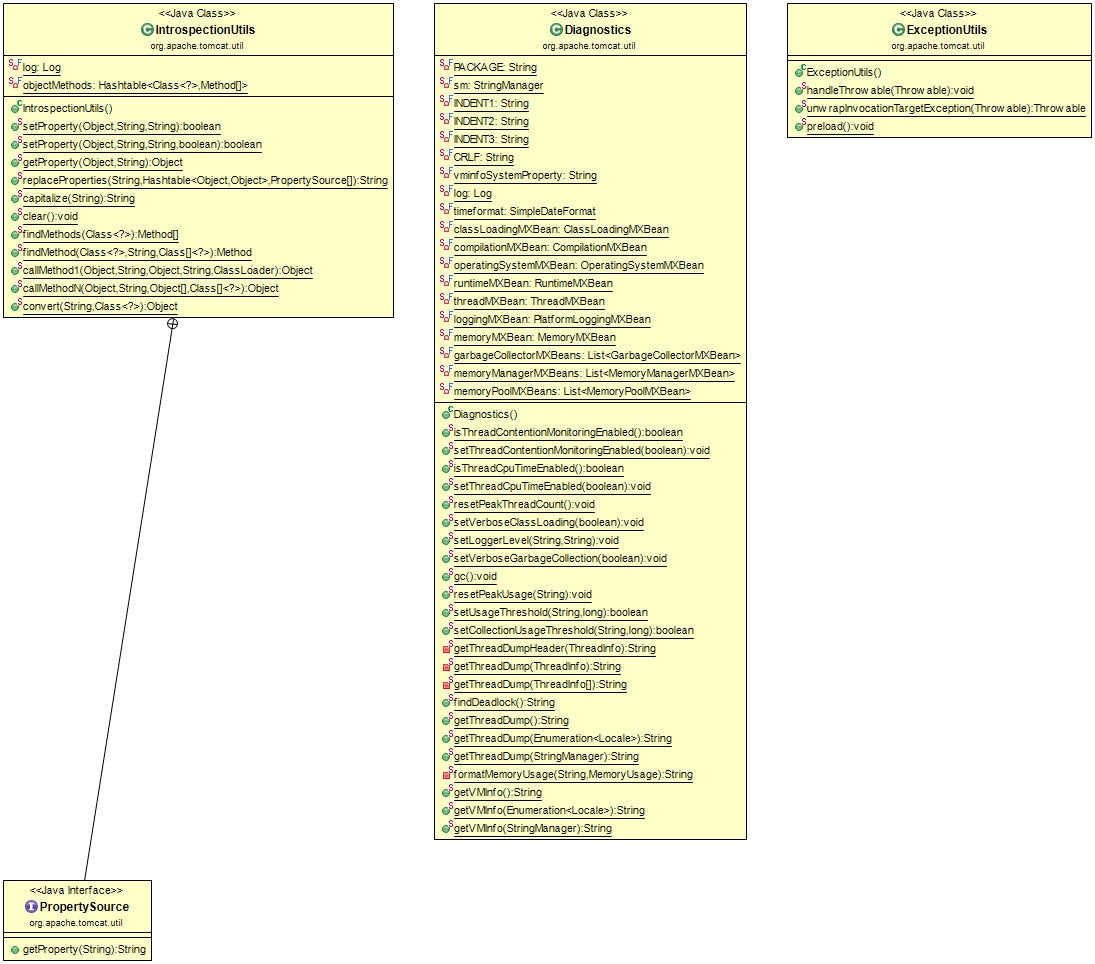 <<Java Class>>
IntrospectionUtils
org.apache.tomcat.util
log: Log
objectMethods: Hashtable<Class<?>,Method[]>
IntrospectionUtils()
setProperty(Object,String,String):boolean
setProperty(Object,String,String,boolean):boolean
getProperty(Object,String):Object
replaceProperties(String,Hashtable<Object,Object>,PropertySource[]):String
capitalize(String):String
clear():void
findMethods(Class<?>):Method[]
findMethod(Class<?>,String,Class[]<?>):Method
callMethod1(Object,String,Object,String,ClassLoader):Object
callMethodN(Object,String,Object[],Class[]<?>):Object
convert(String,Class<?>):Object
<<Java Class>>
Diagnostics
org.apache.tomcat.util
PACKAGE: String
sm: StringManager
INDENT1: String
INDENT2: String
INDENT3: String
CRLF: String
vminfoSystemProperty: String
log: Log
timeformat: SimpleDateFormat
classLoadingMXBean: ClassLoadingMXBean
compilationMXBean: CompilationMXBean
operatingSystemMXBean: OperatingSystemMXBean
runtimeMXBean: RuntimeMXBean
threadMXBean: ThreadMXBean
loggingMXBean: PlatformLoggingMXBean
memoryMXBean: MemoryMXBean
garbageCollectorMXBeans: List<GarbageCollectorMXBean>
memoryManagerMXBeans: List<MemoryManagerMXBean>
memoryPoolMXBeans: List<MemoryPoolMXBean>
Diagnostics()
isThreadContentionMonitoringEnabled():boolean
setThreadContentionMonitoringEnabled(boolean):void
isThreadCpuTimeEnabled():boolean
setThreadCpuTimeEnabled(boolean):void
resetPeakThreadCount():void
setVerboseClassLoading(boolean):void
setLoggerLevel(String,String):void
setVerboseGarbageCollection(boolean):void
gc():void
resetPeakUsage(String):void
setUsageThreshold(String,long):boolean
setCollectionUsageThreshold(String,long):boolean
getThreadDumpHeader(ThreadInfo):String
getThreadDump(ThreadInfo):String
getThreadDump(ThreadInfo[]):String
findDeadlock():String
getThreadDump():String
getThreadDump(Enumeration<Locale>):String
getThreadDump(StringManager):String
formatMemoryUsage(String,MemoryUsage):String
getVMInfo():String
getVMInfo(Enumeration<Locale>):String
getVMInfo(StringManager):String
<<Java Class>>
ExceptionUtils
org.apache.tomcat.util
ExceptionUtils()
handleThrowable(Throwable):void
unwrapInvocationTargetException(Throwable):Throwable
preload():void
<<Java Interface>>
PropertySource
org.apache.tomcat.util
getProperty(String):String